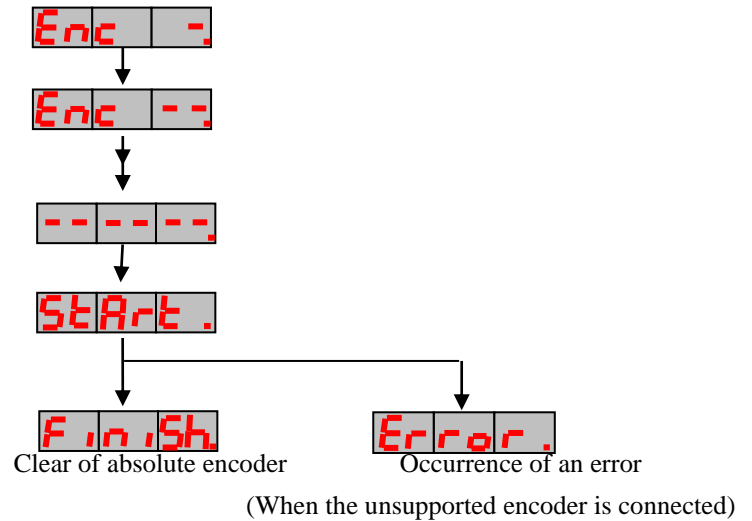 Enc   -.
Enc  --.
------.
StArt .
FiniSh.
Error .
Clear of absolute encoder
Occurrence of an error
(When the unsupported encoder is connected)